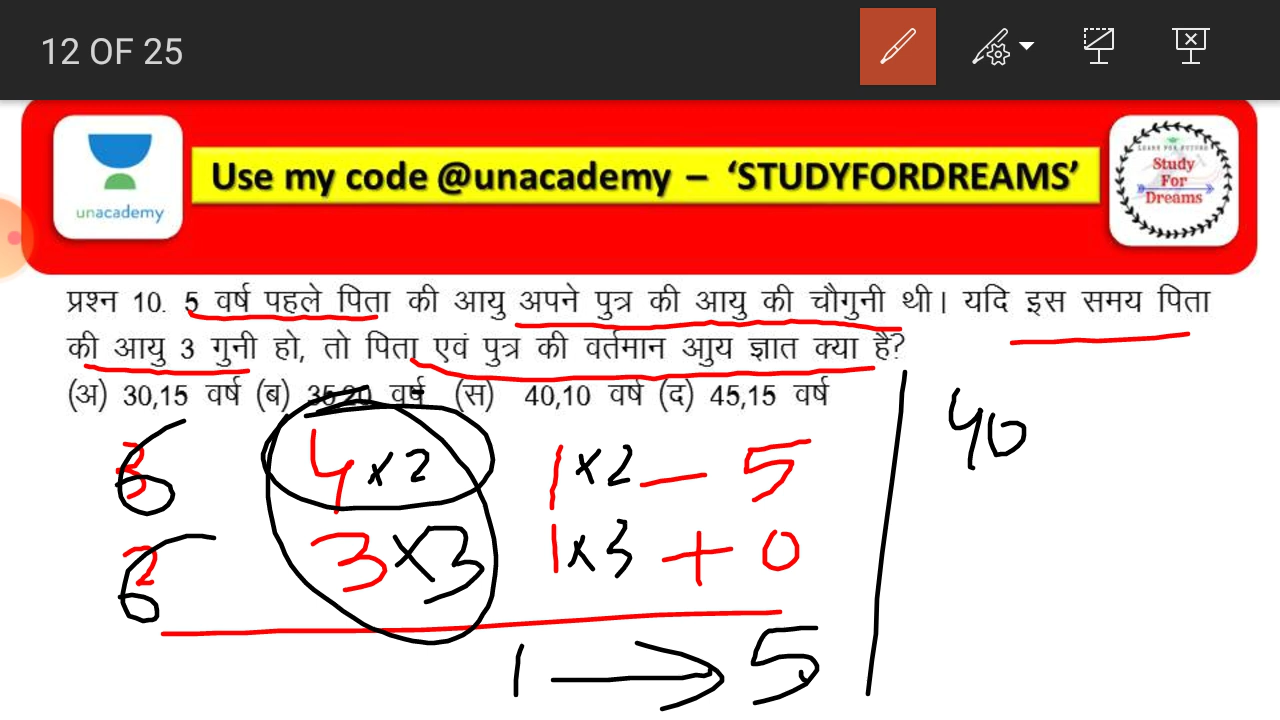 12 OF 25
unacademy
Use my code @unacademy – ‘STUDYFORDREAMS’
LEARN FOR FUTURE
Study
For
Dreams
प्रश्न 10. 5 वर्ष पहले पिता की आयु अपने पुत्र की आयु की चौगुनी थी। यदि इस समय पिता
की आयु 3 गुनी हो, तो पिता एवं पुत्र की वर्तमान आुय ज्ञात क्या है?
(अ) 30,15 वर्ष (ब) 35,20 वर्ष (स) 40,10 वर्ष (द) 45,15 वर्ष
40
3 6 4 × 2 1 × 2 – 5
2 6 3 × 3 1 × 3 + 0
1 → 5